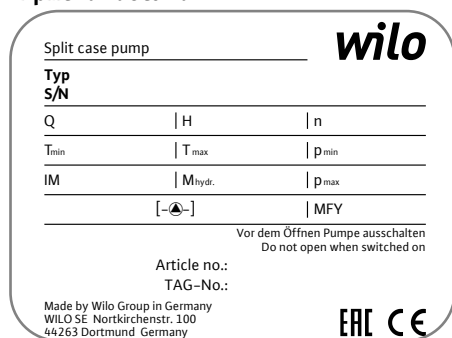 wilo
Split case pump
Typ
S/N
Q | H | n
Tmin | Tmax | pmin
IM | Mhydr. | pmax
[-▲-] | MFY
Vor dem Öffnen Pumpe ausschalten
Do not open when switched on
Article no.:
TAG-No.:
Made by Wilo Group in Germany
WILO SE Nortkirchenstr. 100
44263 Dortmund Germany
EAC CE